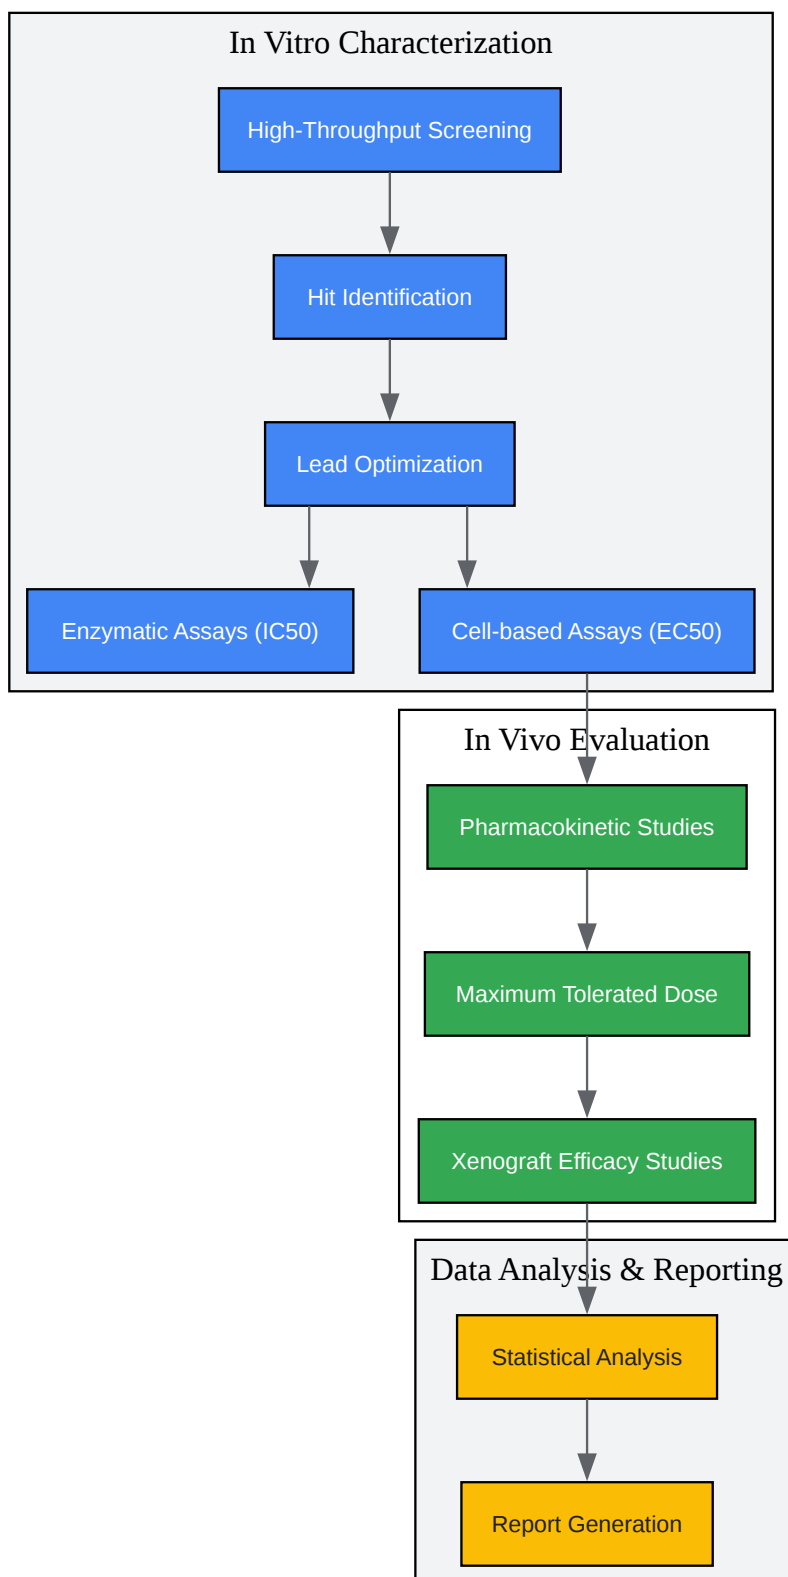 In Vitro Characterization
High-Throughput Screening
Hit Identification
Lead Optimization
Enzymatic Assays (IC50)
Cell-based Assays (EC50)
In Vivo Evaluation
Pharmacokinetic Studies
Maximum Tolerated Dose
Xenograft Efficacy Studies
Data Analysis & Reporting
Statistical Analysis
Report Generation